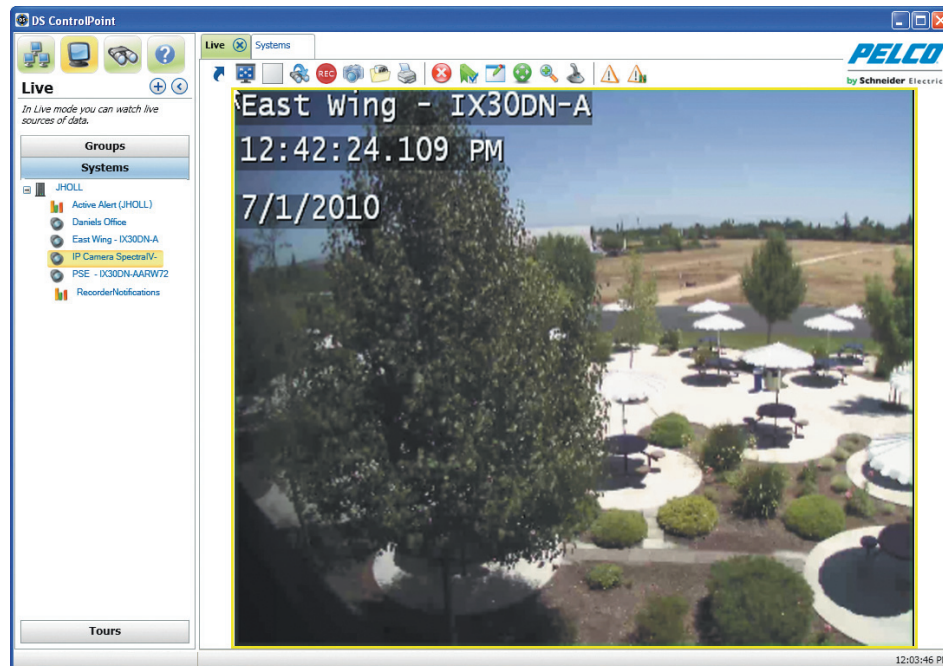 DS ControlPoint
Live
Systems
PELCO
by Schneider Electric
REC
Live
In Live mode you can watch live
sources of data.
Groups
Systems
JHOLL
Active Alert (JHOLL)
Daniels Office
East Wing - IX30DN-A
IP Camera SpectraIV-
PSE - IX30DN-AARW72
RecorderNotifications
East Wing - IX30DN-A
12:42:24.109 PM
7/1/2010
Tours
12:03:46